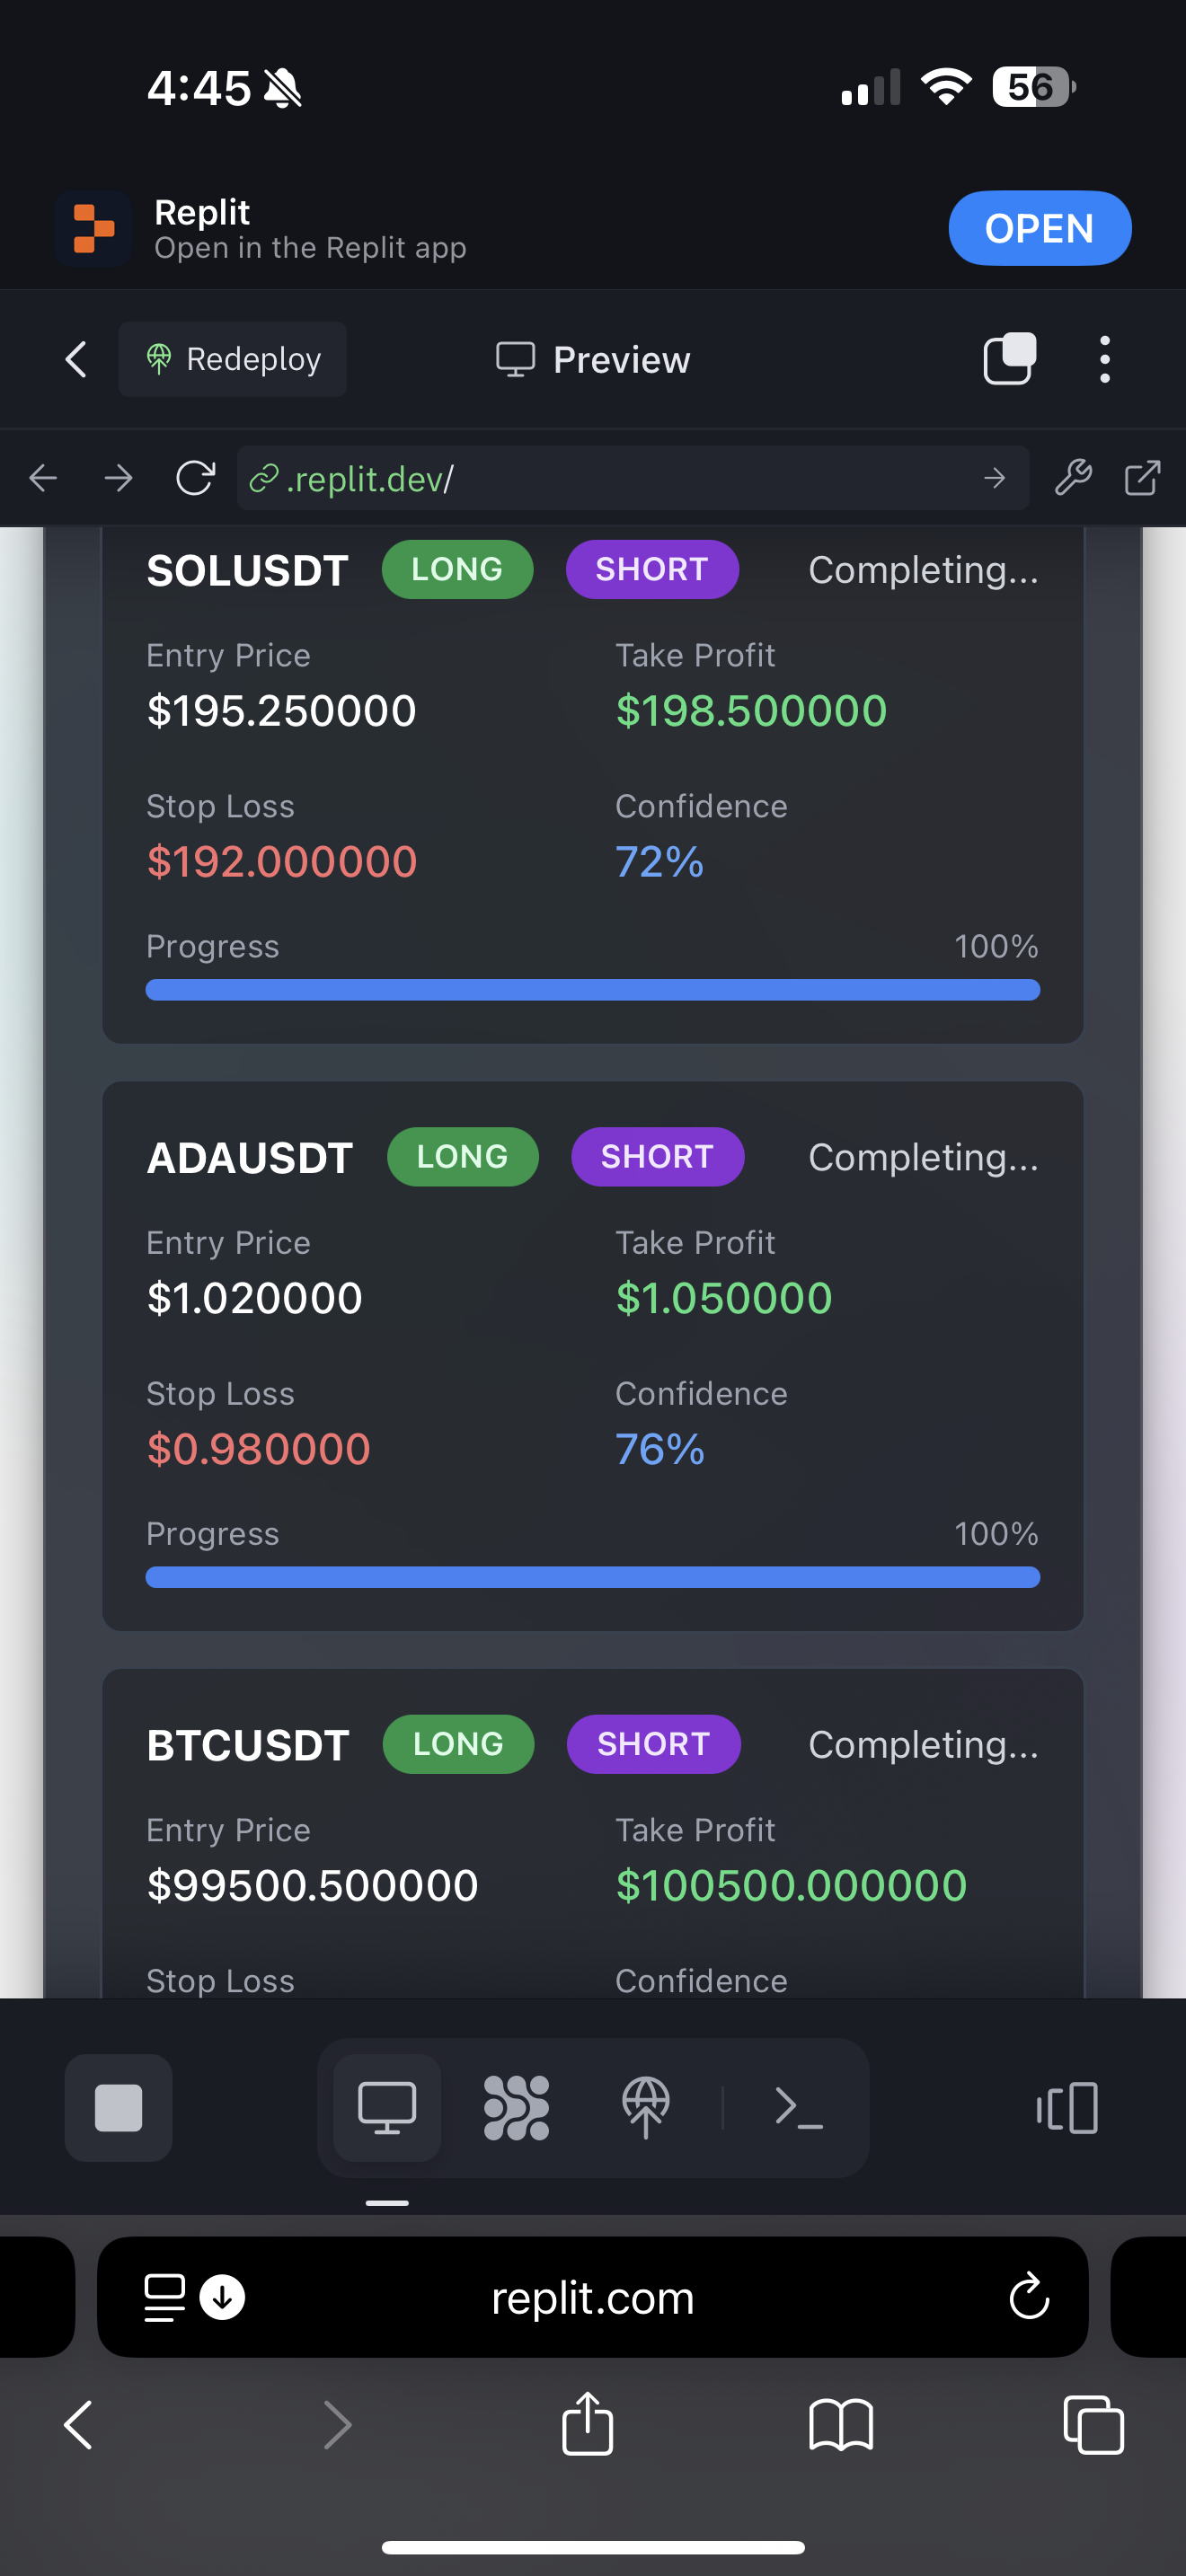 4:45
56
Replit
Open in the Replit app
OPEN
Redeploy
Preview
.replit.dev/
SOLUSDT LONG SHORT Completing...
Entry Price Take Profit
$195.250000 $198.500000
Stop Loss Confidence
$192.000000 72%
Progress 100%
ADAUSDT LONG SHORT Completing...
Entry Price Take Profit
$1.020000 $1.050000
Stop Loss Confidence
$0.980000 76%
Progress 100%
BTCUSDT LONG SHORT Completing...
Entry Price Take Profit
$99500.500000 $100500.000000
Stop Loss Confidence
replit.com